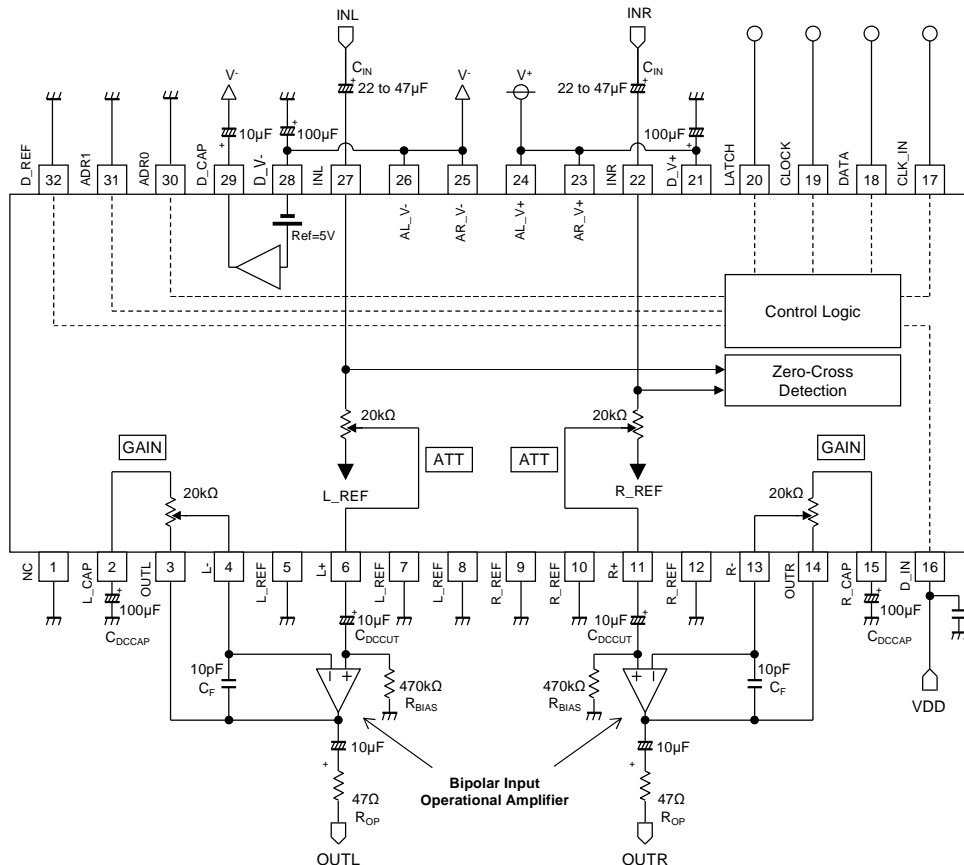 INL
INR
C_IN
22 to 47µF
C_IN
22 to 47µF
V-
V-
V+
10µF
+
100µF
+
100µF
+
D_REF
ADR1
ADR0
D_CAP
D_V-
INL
INR
D_V+
LATCH
CLOCK
DATA
CLK_IN
32
31
30
29
28
27
26
25
24
23
22
21
20
19
18
17
AL_V-
AR_V-
AL_V+
AR_V+
Ref=5V
Control Logic
Zero-Cross
Detection
20kΩ
20kΩ
GAIN
ATT
ATT
GAIN
L_REF
R_REF
20kΩ
20kΩ
NC
L_CAP
OUTL
L-
L_REF
L+
L_REF
L_REF
R_REF
R_REF
R+
R_REF
R-
OUTR
R_CAP
D_IN
1
2
3
4
5
6
7
8
9
10
11
12
13
14
15
16
+
100µF
C_DCCAP
+
10µF
C_DCCUT
10µF
+
C_DCCUT
+
100µF
C_DCCAP
10pF
C_F
470kΩ
R_BIAS
470kΩ
R_BIAS
10pF
C_F
VDD
10µF
+
10µF
+
Bipolar Input
Operational Amplifier
47Ω
R_OP
47Ω
R_OP
OUTL
OUTR